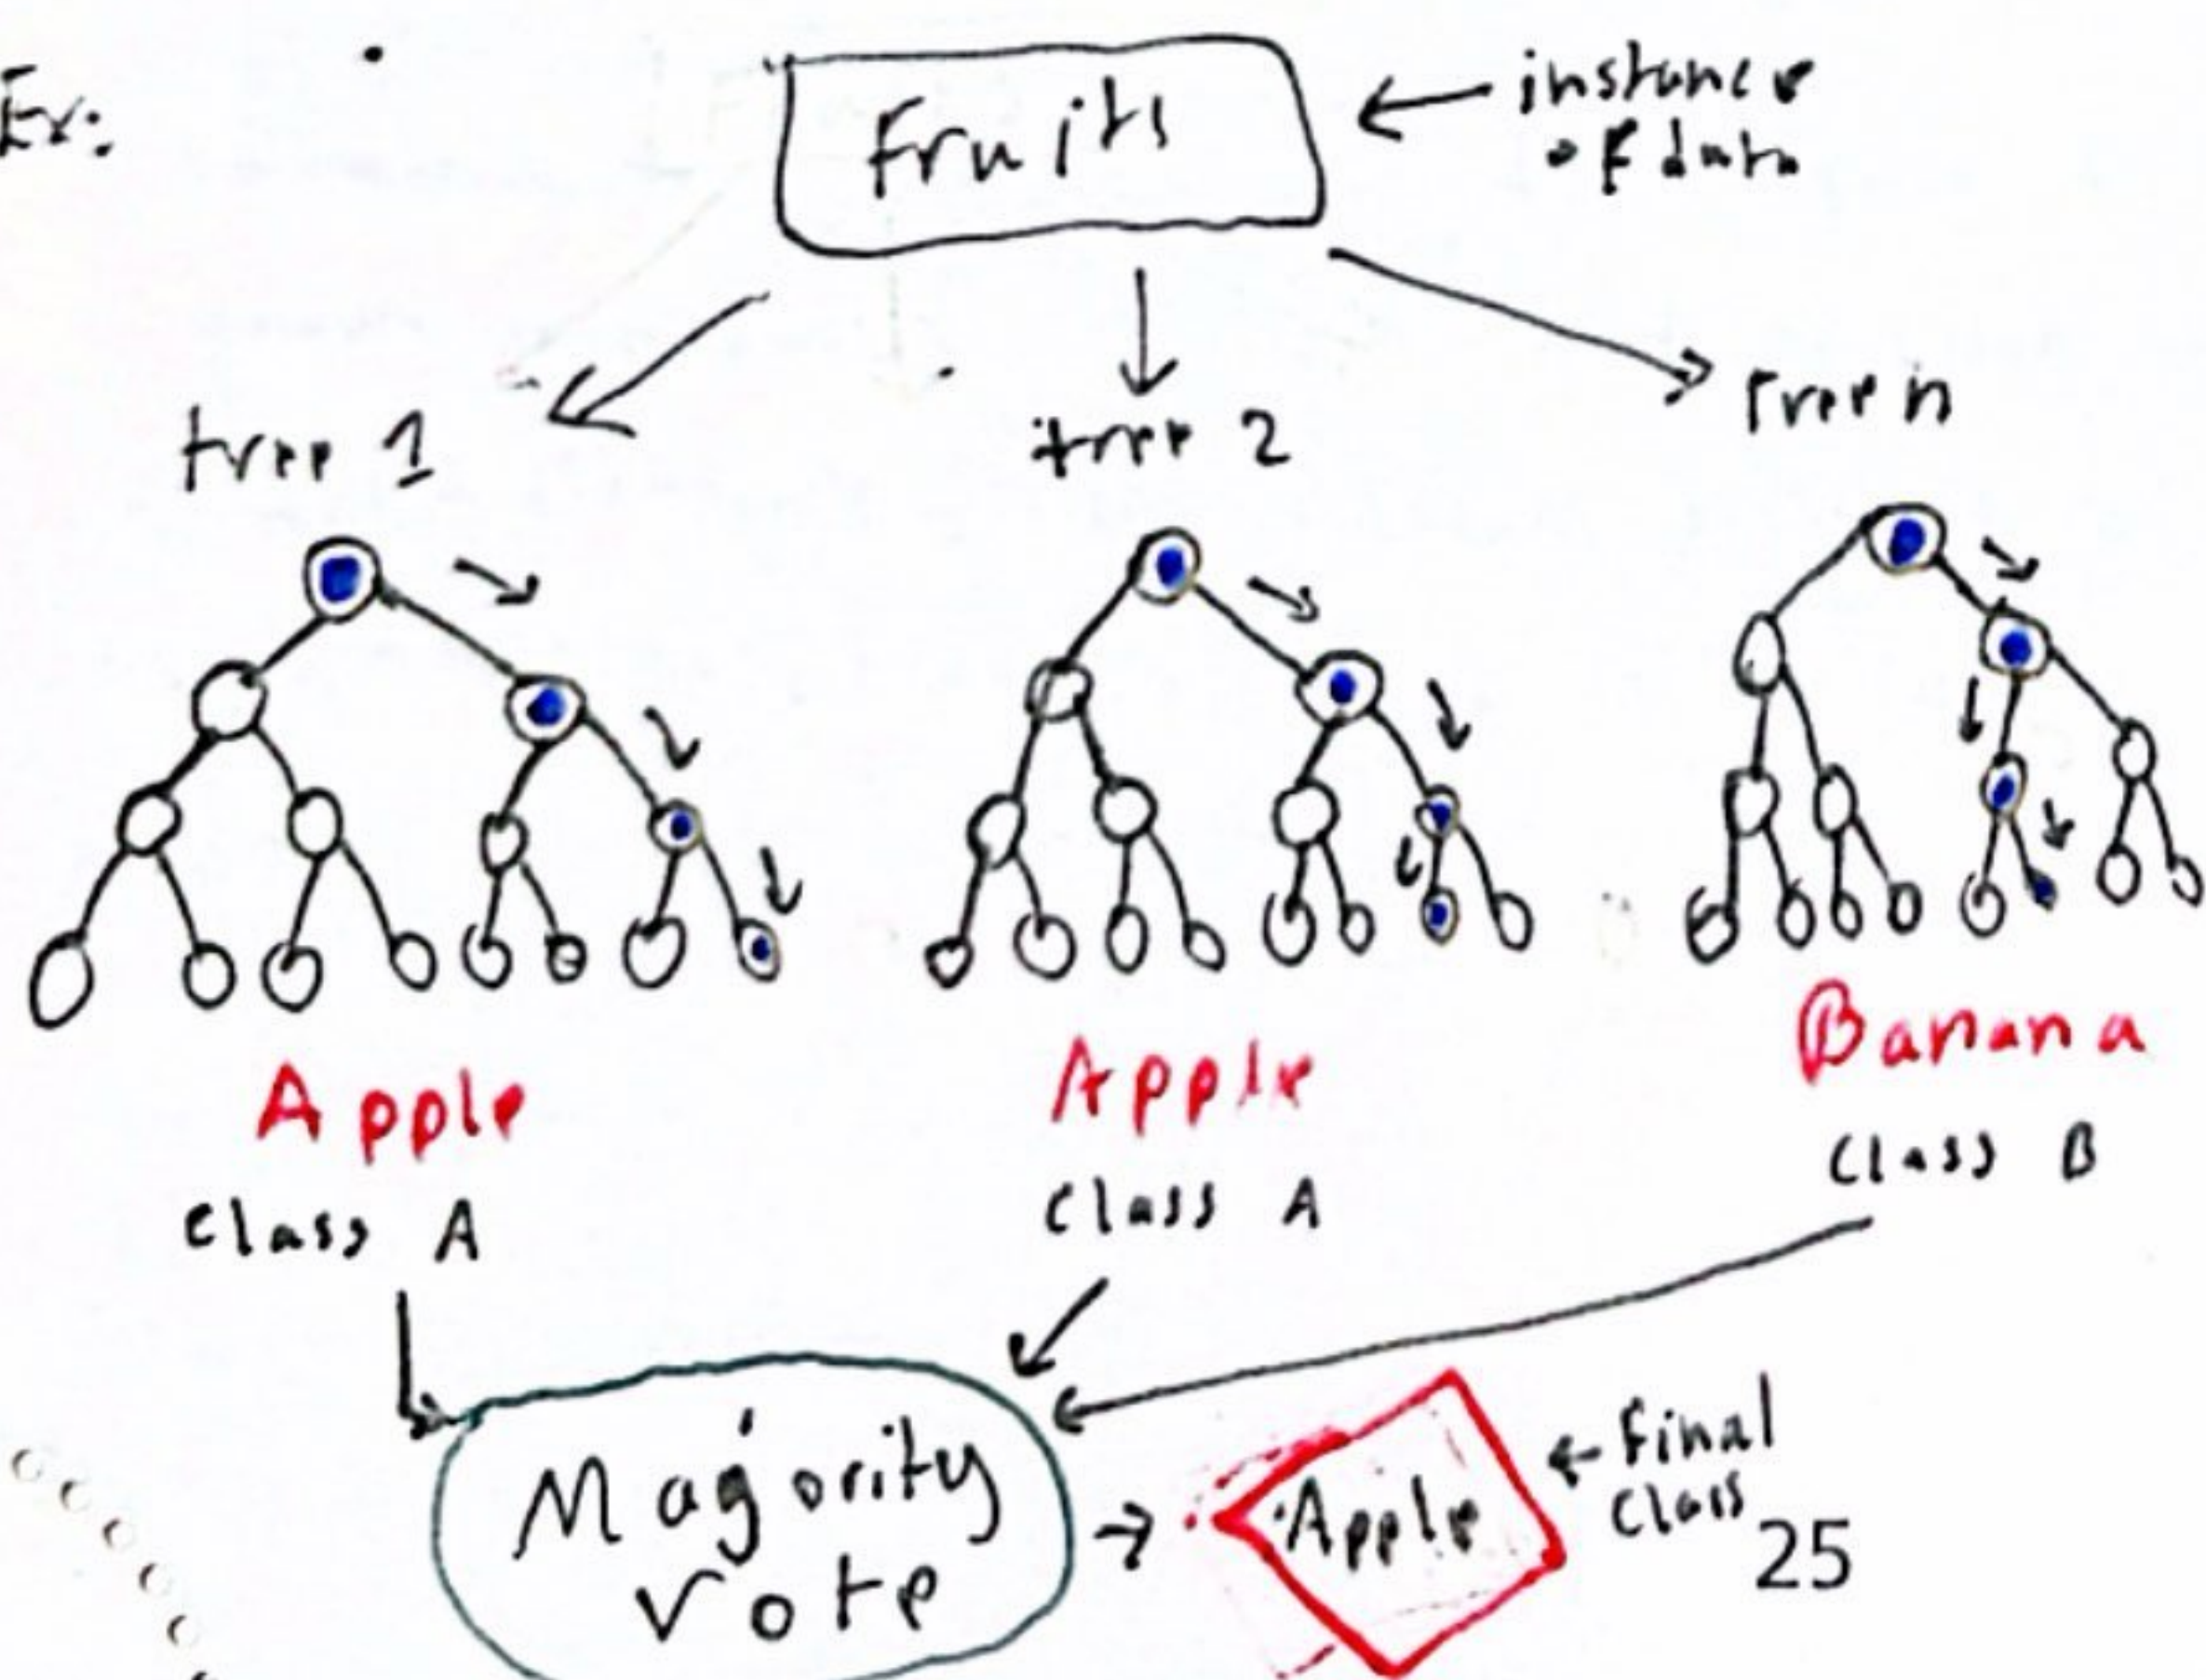 Ex:
Fruits
instance
of data
tree 1
tree 2
Tree n
Apple
Class A
Apple
Class A
Banana
Class B
Majority
Vote
Apple
Final
Class
25